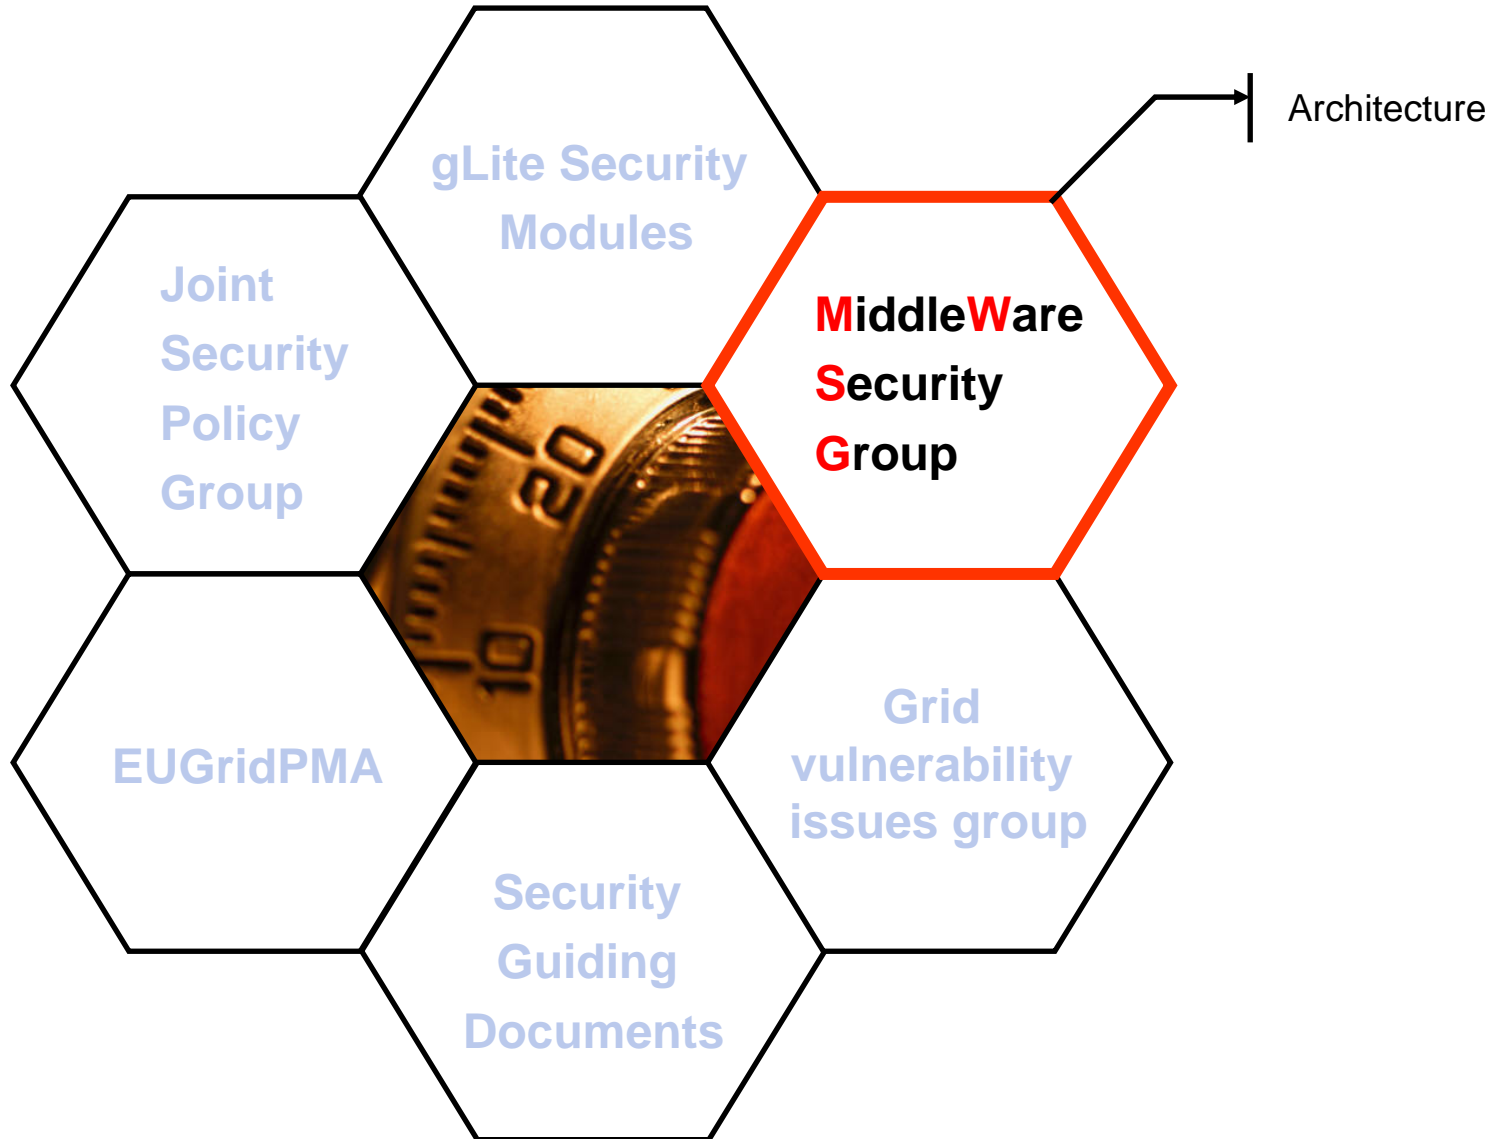 gLite Security
Modules
Architecture
Joint
Security
Policy
Group
MiddleWare
Security
Group
20
10
EUGridPMA
Grid
vulnerability
issues group
Security
Guiding
Documents